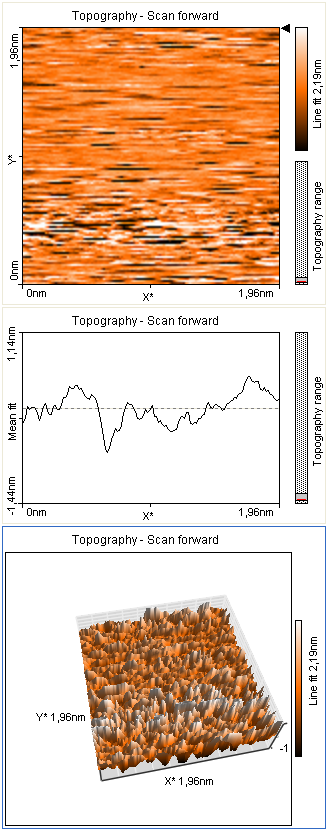 Topography - Scan forward
1,96nm
Y*
0nm
0nm
X*
1,96nm
Line fit 2,19nm
Topography range
Topography - Scan forward
1,14nm
Mean fit
-1,44nm
0nm
X*
1,96nm
Topography range
Topography - Scan forward
Y* 1,96nm
X* 1,96nm
-1
Line fit 2,19nm